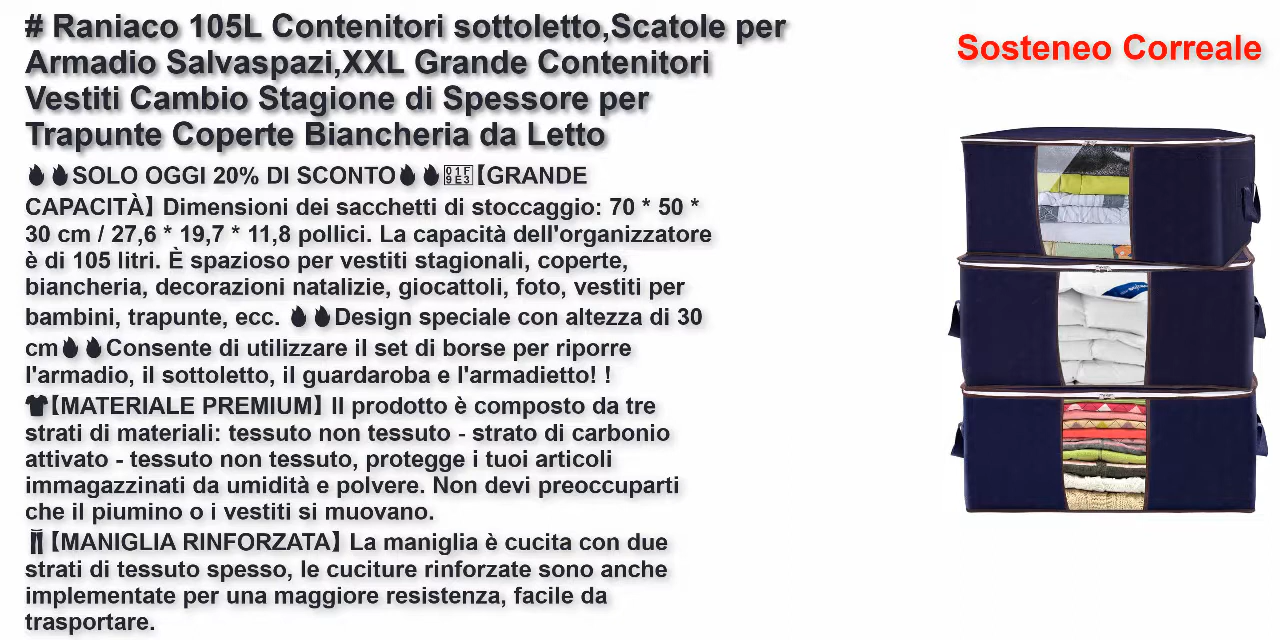 # Raniaco 105L Contenitori sottoletto,Scatole per
Armadio Salvaspazi,XXL Grande Contenitori
Vestiti Cambio Stagione di Spessore per
Trapunte Coperte Biancheria da Letto
Sosteneo Correale
🔥🔥SOLO OGGI 20% DI SCONTO🔥🔥🧣【GRANDE
CAPACITÀ】 Dimensioni dei sacchetti di stoccaggio: 70 * 50 *
30 cm / 27,6 * 19,7 * 11,8 pollici. La capacità dell'organizzatore
è di 105 litri. È spazioso per vestiti stagionali, coperte,
biancheria, decorazioni natalizie, giocattoli, foto, vestiti per
bambini, trapunte, ecc. 🔥🔥Design speciale con altezza di 30
cm🔥🔥Consente di utilizzare il set di borse per riporre
l'armadio, il sottoletto, il guardaroba e l'armadietto! !
👕【MATERIALE PREMIUM】 Il prodotto è composto da tre
strati di materiali: tessuto non tessuto - strato di carbonio
attivato - tessuto non tessuto, protegge i tuoi articoli
immagazzinati da umidità e polvere. Non devi preoccuparti
che il piumino o i vestiti si muovano.
👖【MANIGLIA RINFORZATA】 La maniglia è cucita con due
strati di tessuto spesso, le cuciture rinforzate sono anche
implementate per una maggiore resistenza, facile da
trasportare.